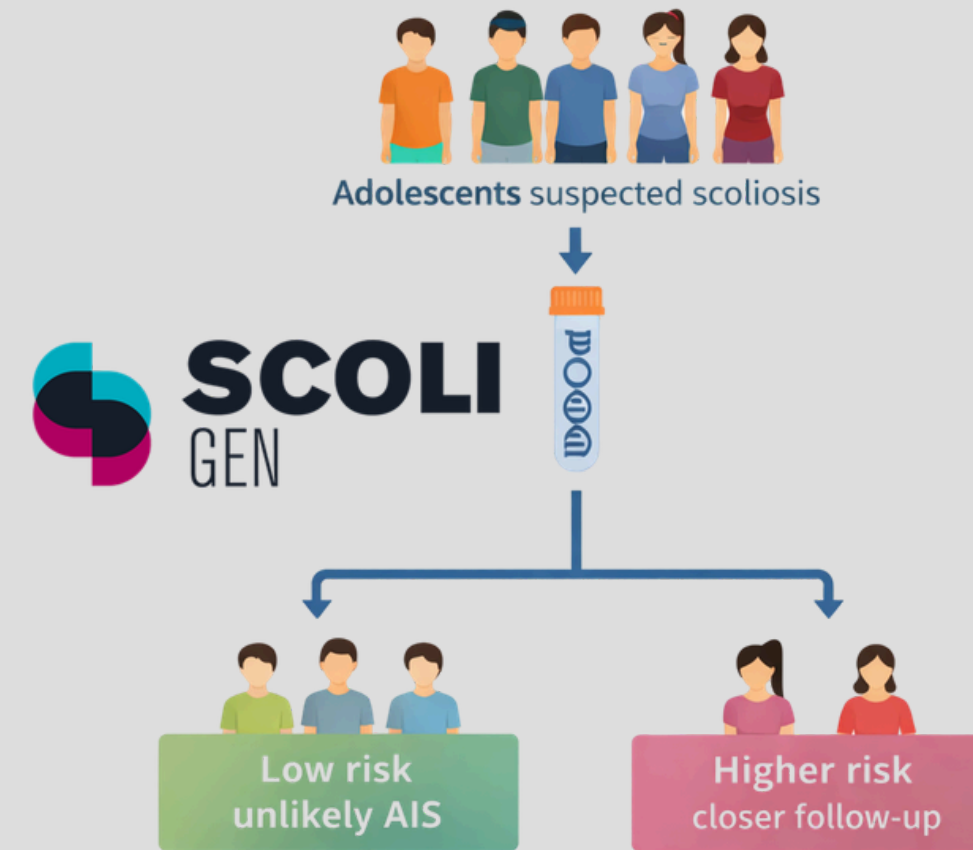 Adolescents suspected scoliosis
SCOLI
GEN
Low risk
unlikely AIS
Higher risk
closer follow-up